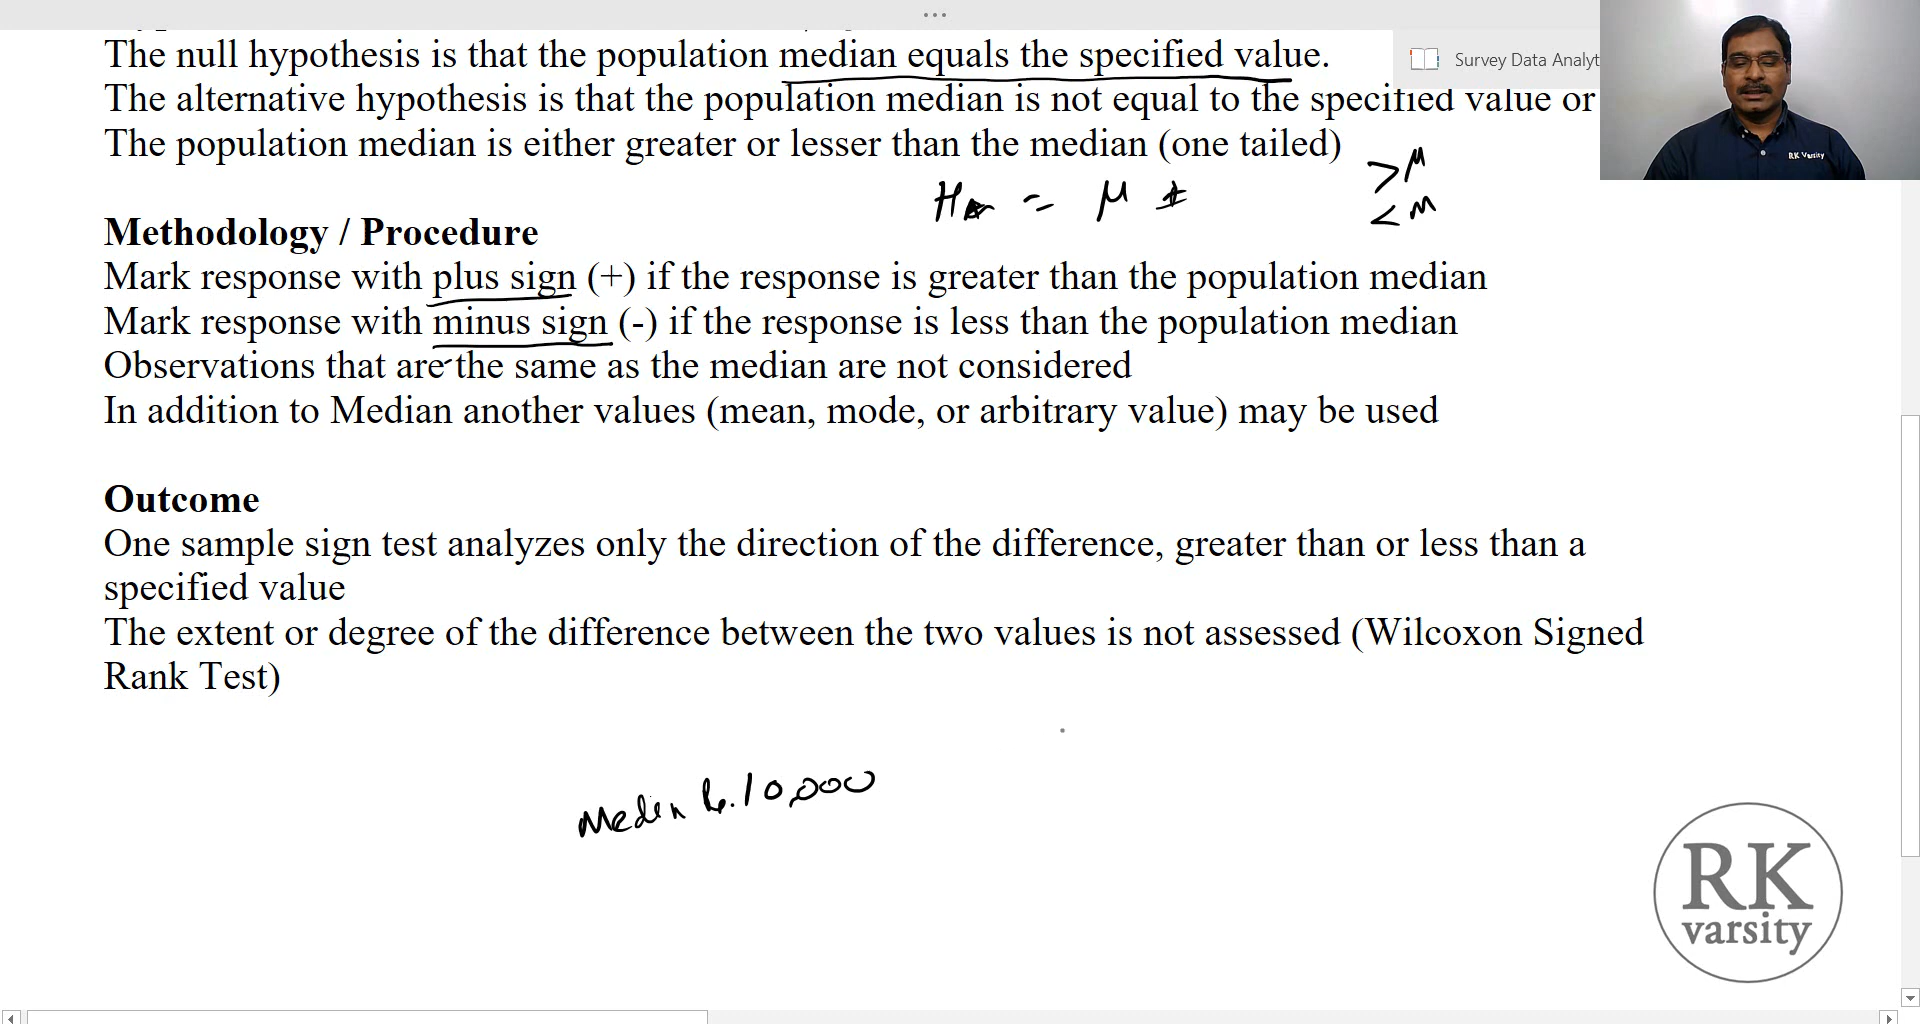 The null hypothesis is that the population median equals the specified value.
Survey Data Analyt
The alternative hypothesis is that the population median is not equal to the specified value or
The population median is either greater or lesser than the median (one tailed)
> μ
< μ
H = μ ±
RK Varsity
Methodology / Procedure
Mark response with plus sign (+) if the response is greater than the population median
Mark response with minus sign (-) if the response is less than the population median
Observations that are the same as the median are not considered
In addition to Median another values (mean, mode, or arbitrary value) may be used
Outcome
One sample sign test analyzes only the direction of the difference, greater than or less than a
specified value
The extent or degree of the difference between the two values is not assessed (Wilcoxon Signed
Rank Test)
Rs. 10,000
RK
varsity